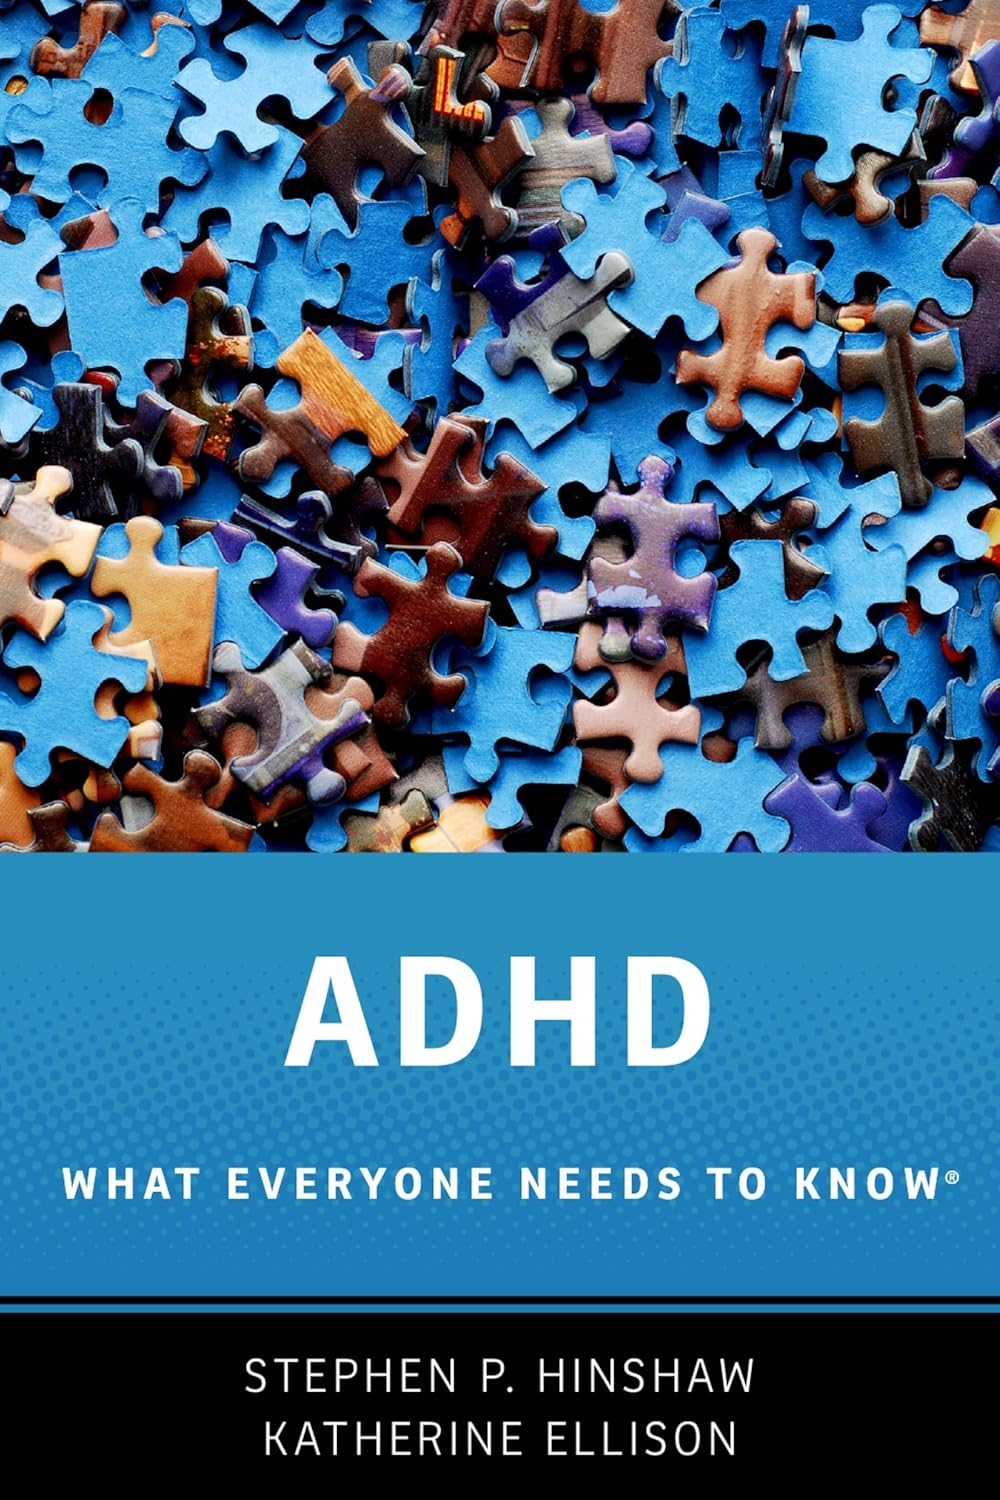 ADHD
WHAT EVERYONE NEEDS TO KNOW®
STEPHEN P. HINSHAW
KATHERINE ELLISON